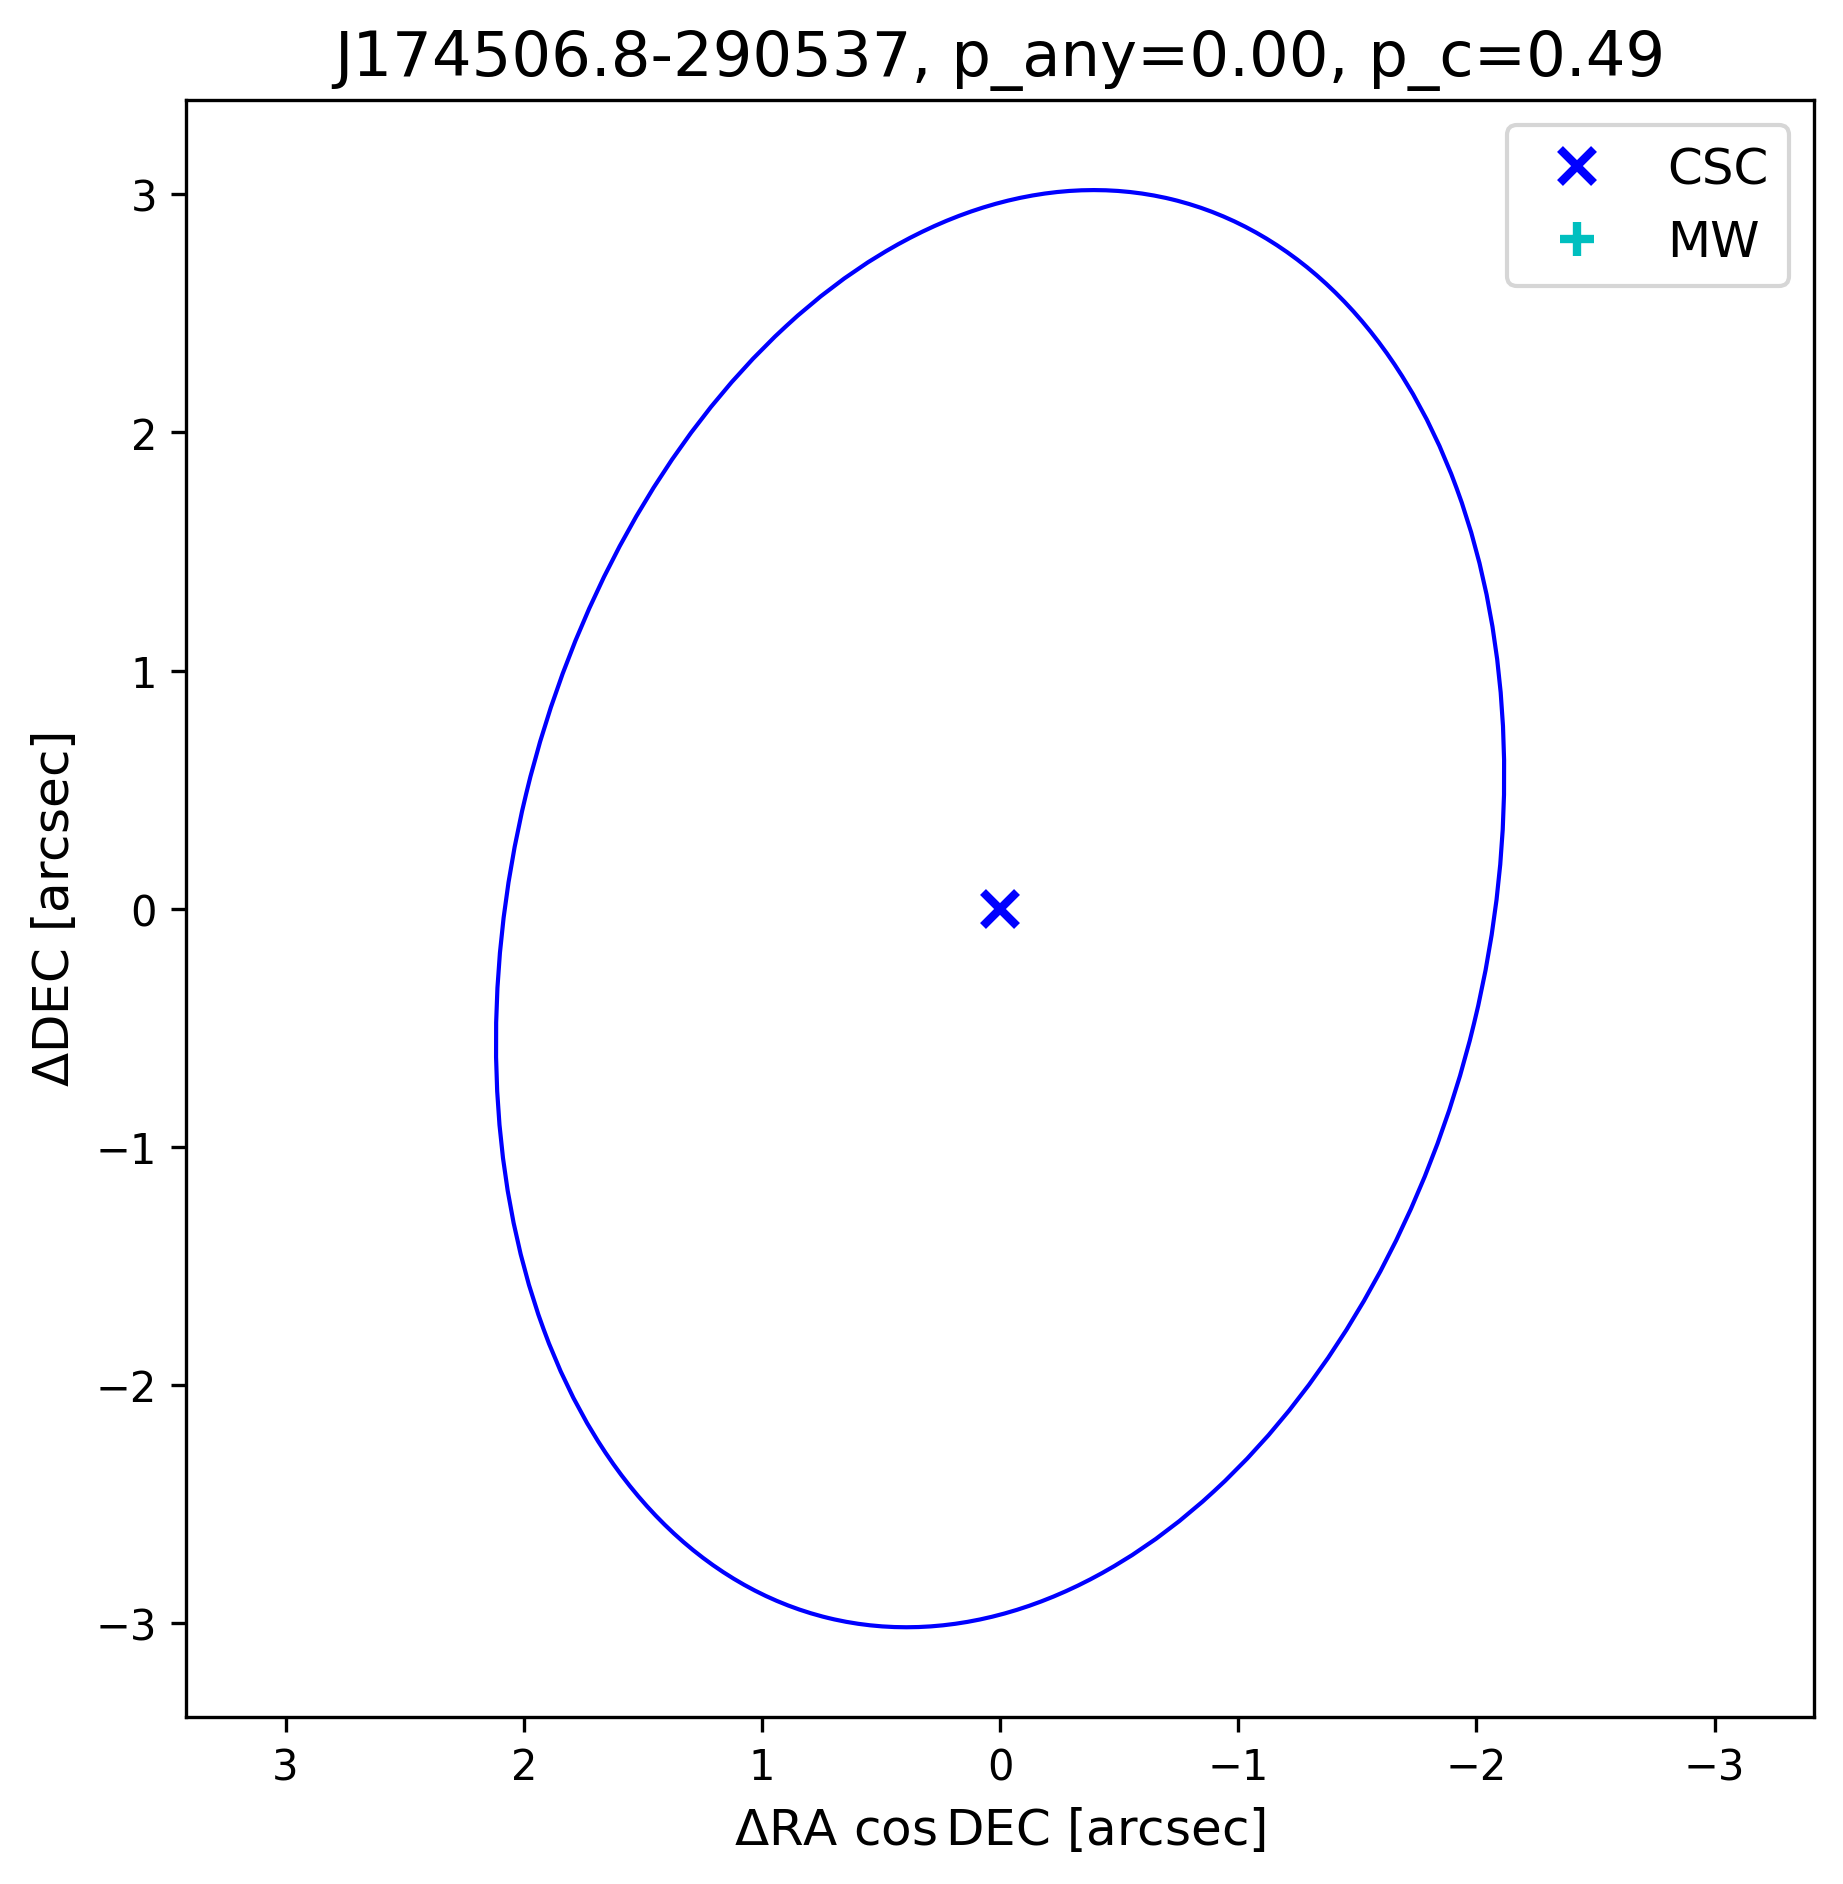 J174506.8-290537, p_any=0.00, p_c=0.49
CSC
MW
3
2
1
0
−1
−2
−3
ΔDEC [arcsec]
3 2 1 0 −1 −2 −3
ΔRA cos DEC [arcsec]